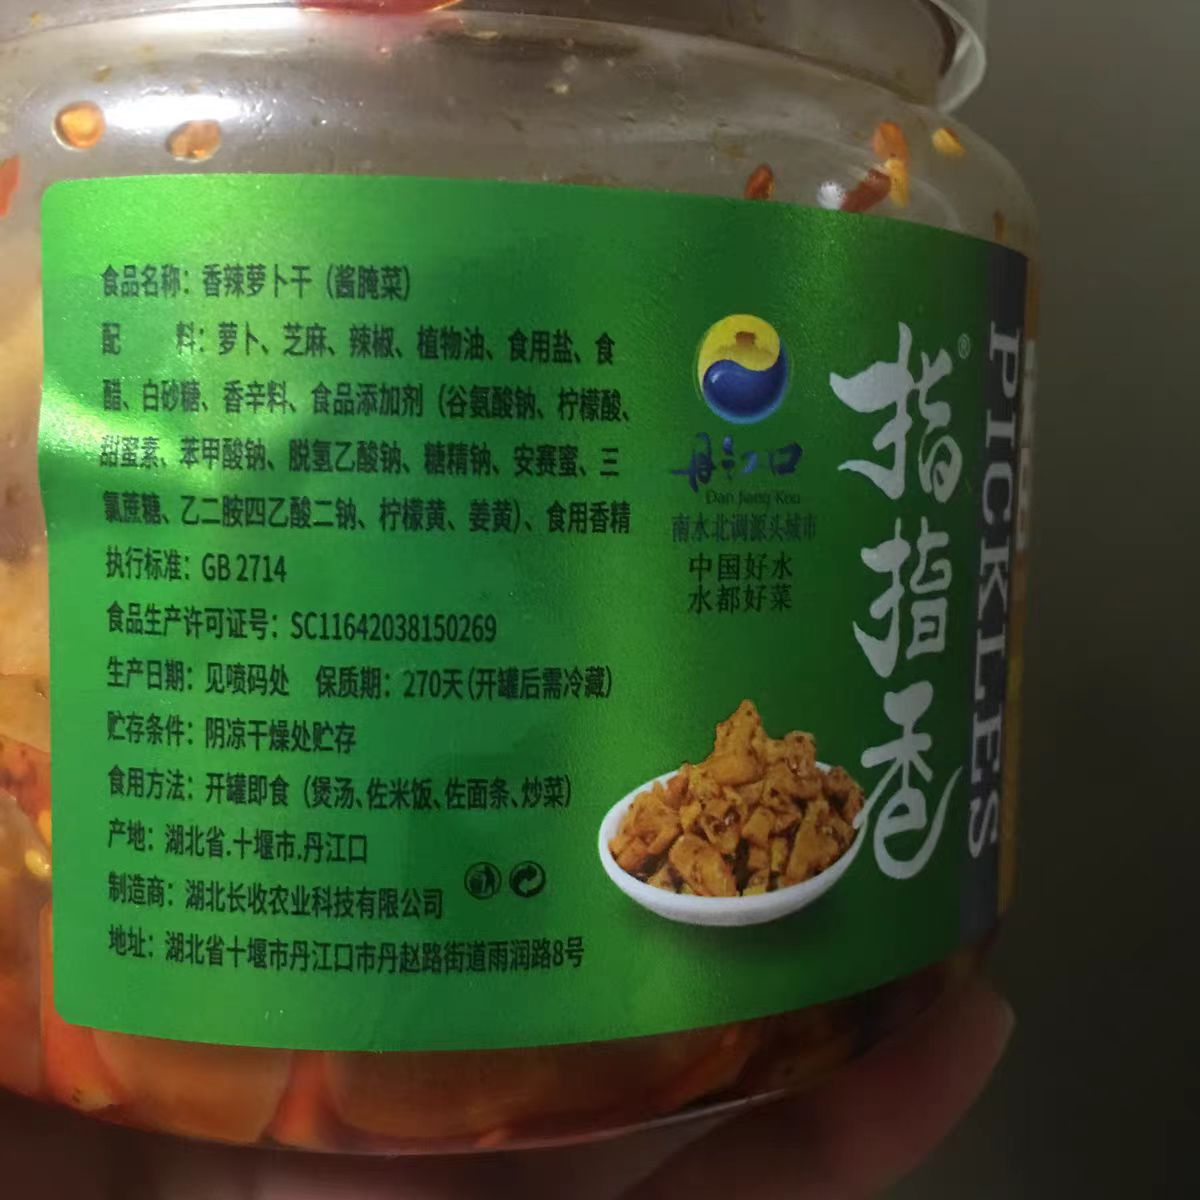 食品名称：香辣萝卜干（酱腌菜）
配 料：萝卜、芝麻、辣椒、植物油、食用盐、食
醋、白砂糖、香辛料、食品添加剂（谷氨酸钠、柠檬酸、
甜蜜素、苯甲酸钠、脱氢乙酸钠、糖精钠、安赛蜜、三
氯蔗糖、乙二胺四乙酸二钠、柠檬黄、姜黄）、食用香精
执行标准：GB 2714
食品生产许可证号：SC11642038150269
生产日期：见喷码处 保质期：270天（开罐后需冷藏）
贮存条件：阴凉干燥处贮存
食用方法：开罐即食（煲汤、佐米饭、佐面条、炒菜）
产地：湖北省.十堰市.丹江口
制造商：湖北长收农业科技有限公司
地址：湖北省十堰市丹江口市丹赵路街道雨润路8号
丹江口
Dan Jiang Kou
南水北调源头城市
中国好水
水都好菜
指指香®
PICKLES